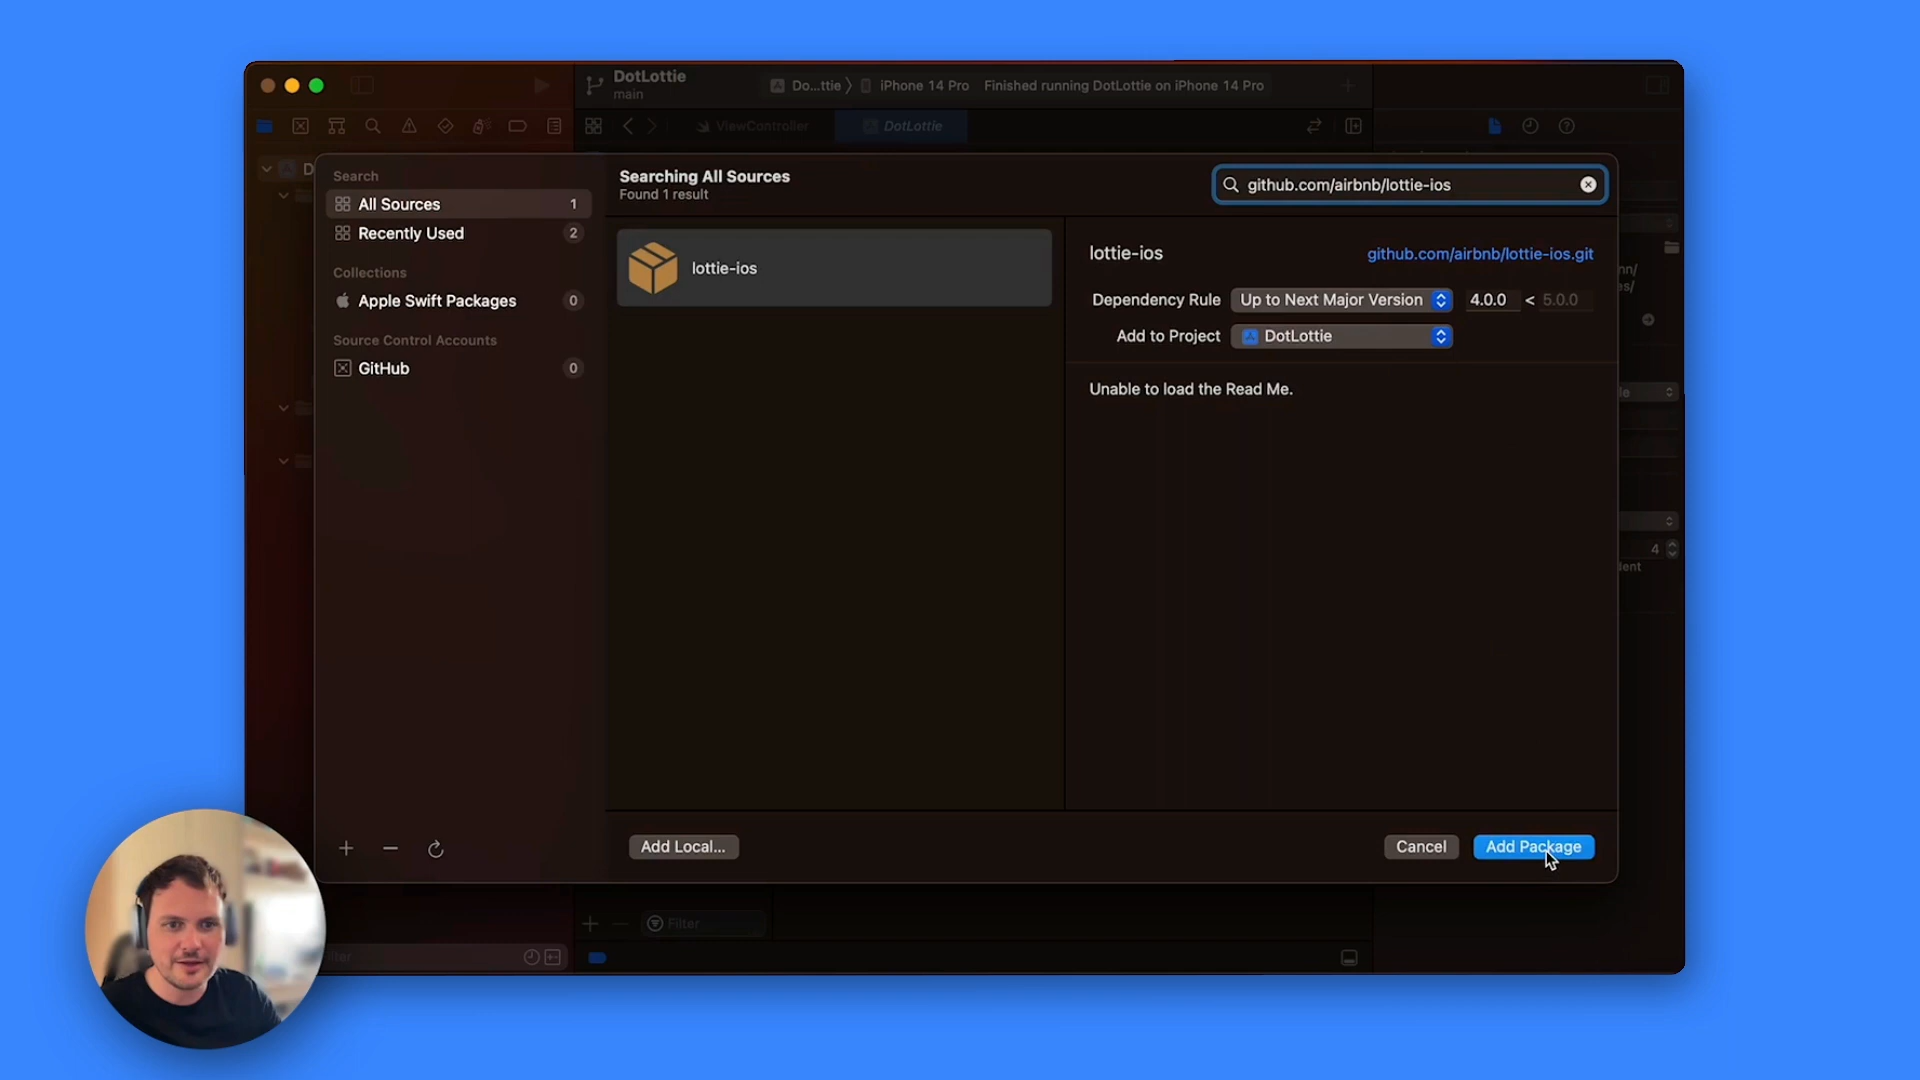 DotLottie
main
Do...ttie 〉 iPhone 14 Pro
Finished running DotLottie on iPhone 14 Pro
ViewController
DotLottie
D
Search
All Sources 1
Recently Used 2
Collections
Apple Swift Packages 0
Source Control Accounts
GitHub 0
Searching All Sources
Found 1 result
github.com/airbnb/lottie-ios
lottie-ios
lottie-ios
github.com/airbnb/lottie-ios.git
Dependency Rule Up to Next Major Version 4.0.0 < 5.0.0
Add to Project DotLottie
Unable to load the Read Me.
4
Add Local...
Cancel
Add Package
Filter